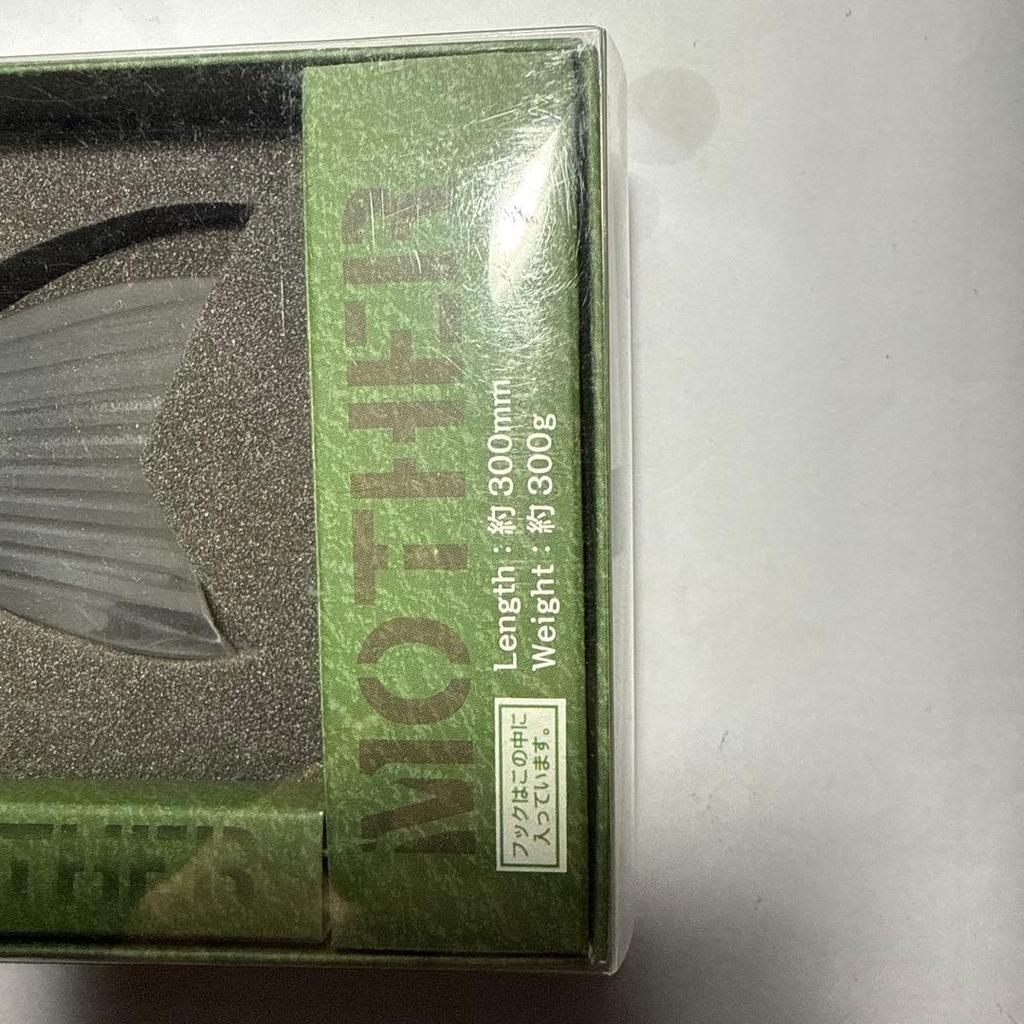 MOTHER
Length：約 300mm
Weight：約 300g
フックはこの中に
入っています。
THER